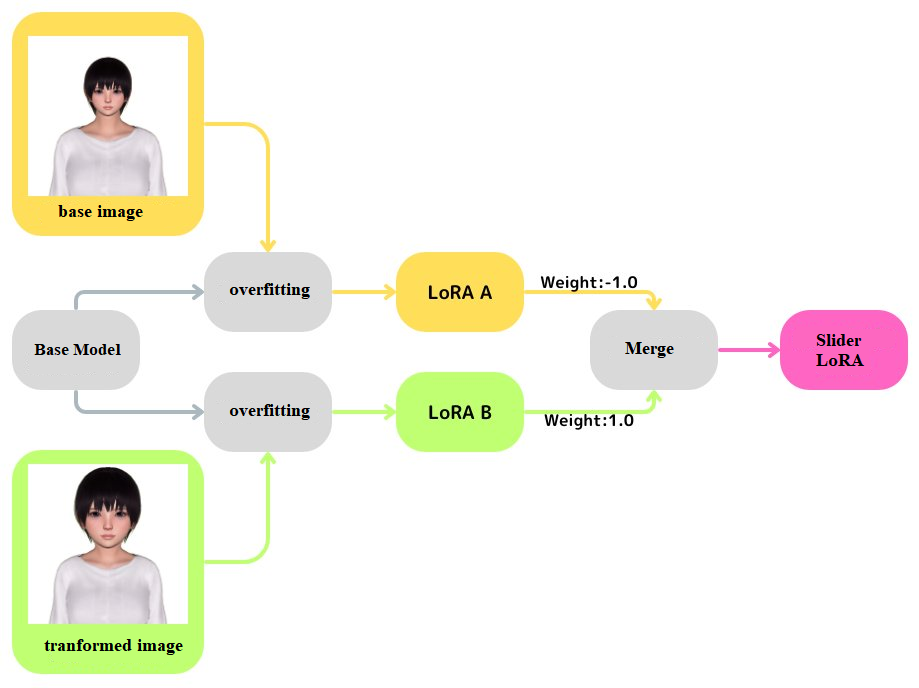 base image
overfitting
LoRA A
Weight:-1.0
Base Model
Merge
Slider
LoRA
overfitting
LoRA B
Weight:1.0
tranformed image